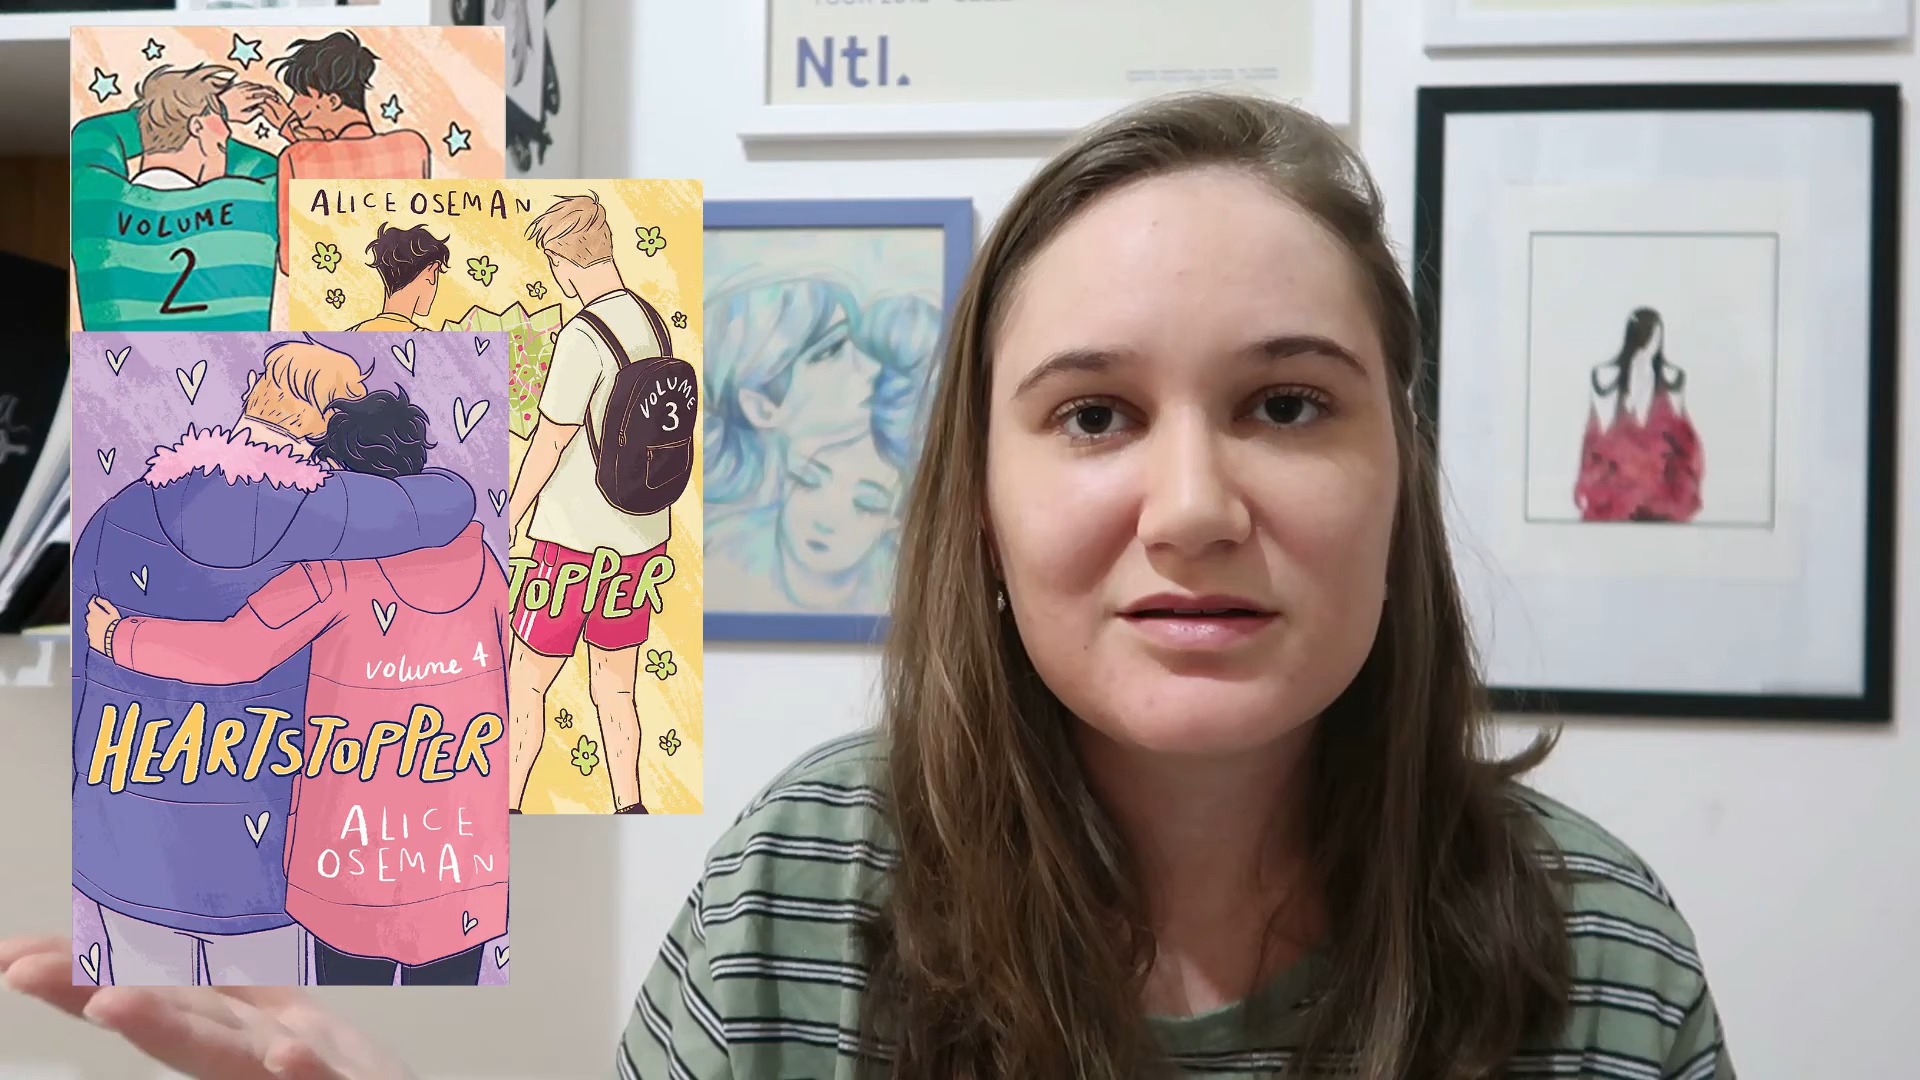 Ntl.
VOLUME
2
ALICE OSEMAN
VOLUME
3
TOPPER
volume 4
HEARTSTOPPER
ALICE
OSEMAN